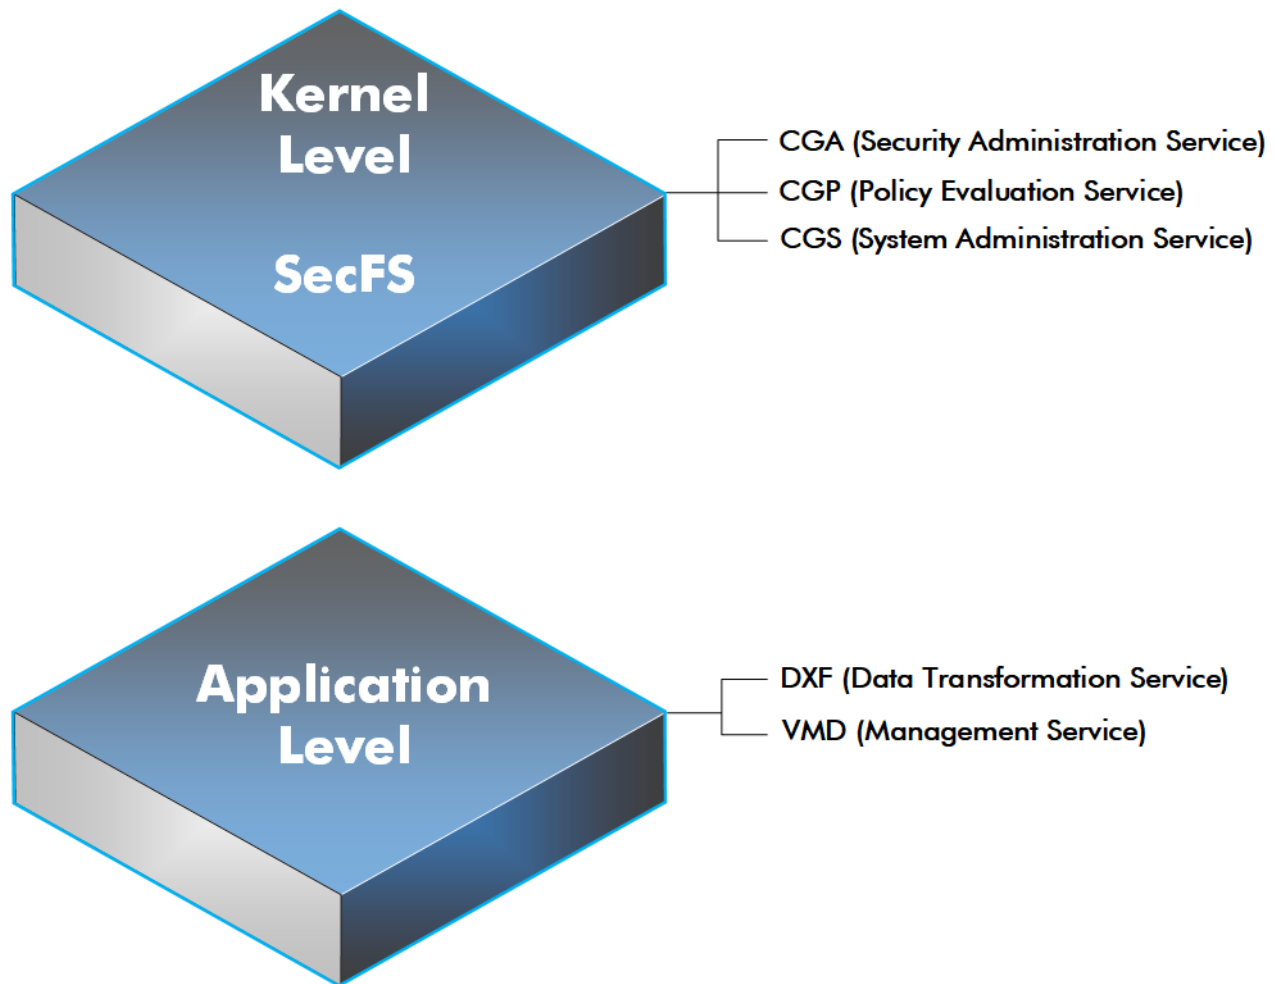 Kernel
Level
SecFS
CGA (Security Administration Service)
CGP (Policy Evaluation Service)
CGS (System Administration Service)
Application
Level
DXF (Data Transformation Service)
VMD (Management Service)